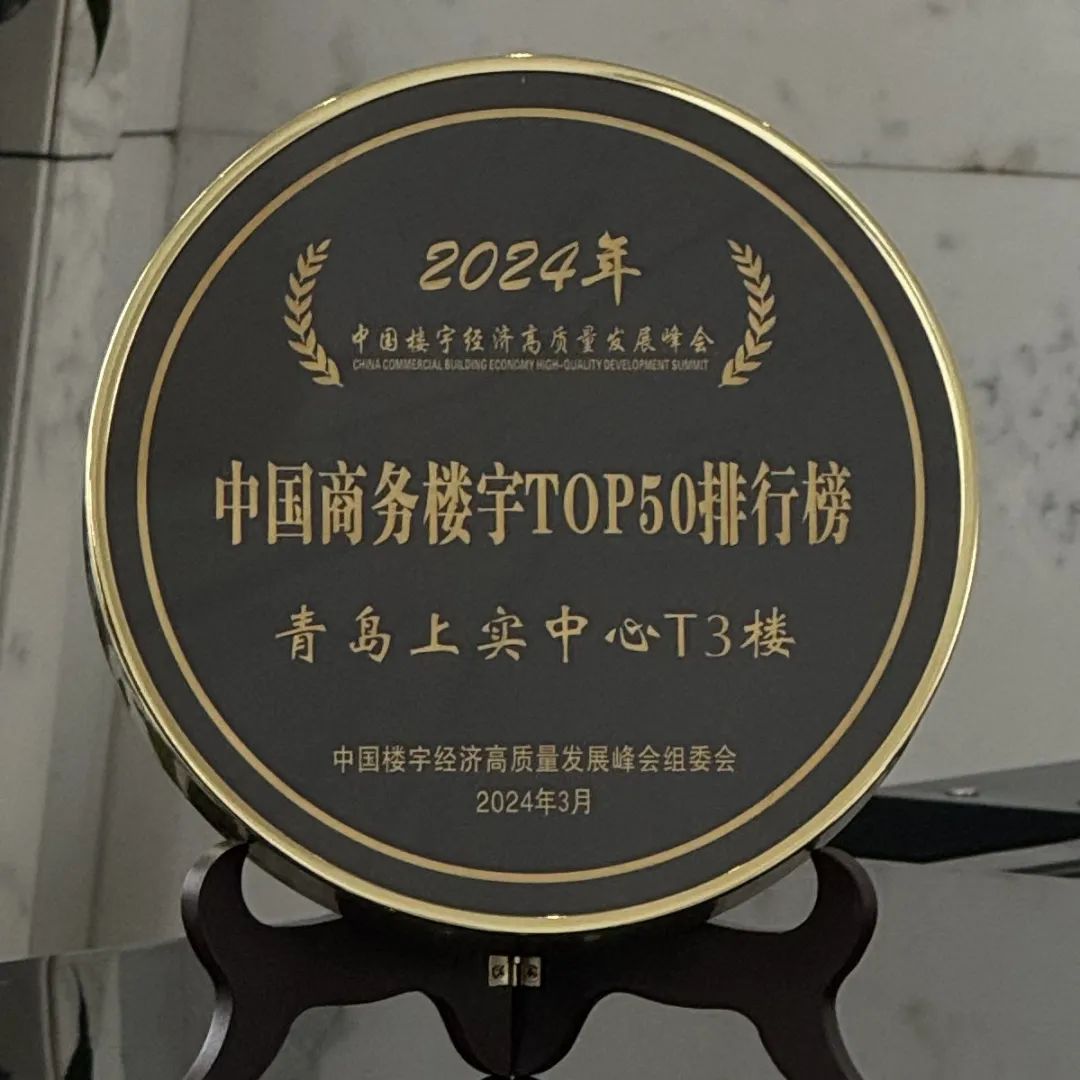 2024年
中国楼宇经济高质量发展峰会
CHINA COMMERCIAL BUILDING ECONOMY HIGH-QUALITY DEVELOPMENT SUMMIT
中国商务楼宇TOP50排行榜
青岛上实中心T3楼
中国楼宇经济高质量发展峰会组委会
2024年3月